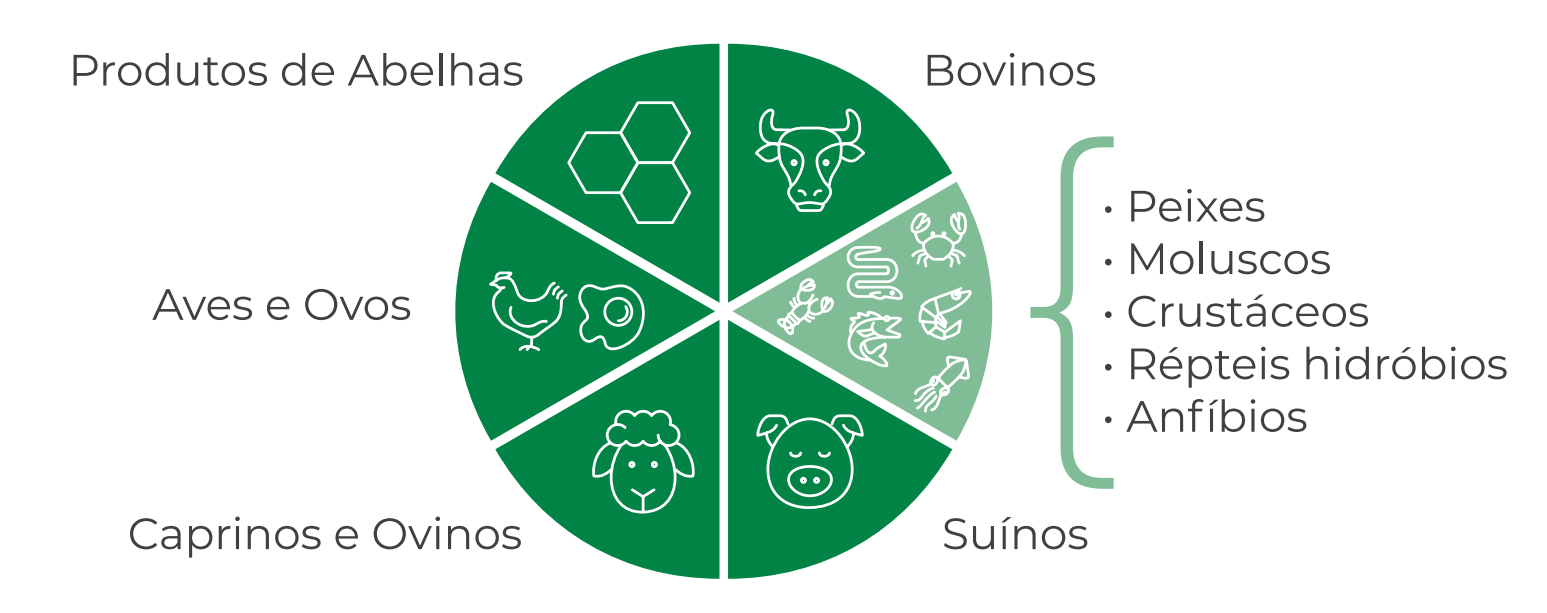 Produtos de Abelhas
Bovinos
• Peixes
• Moluscos
• Crustáceos
• Répteis hidróbios
• Anfíbios
Aves e Ovos
Caprinos e Ovinos
Suínos